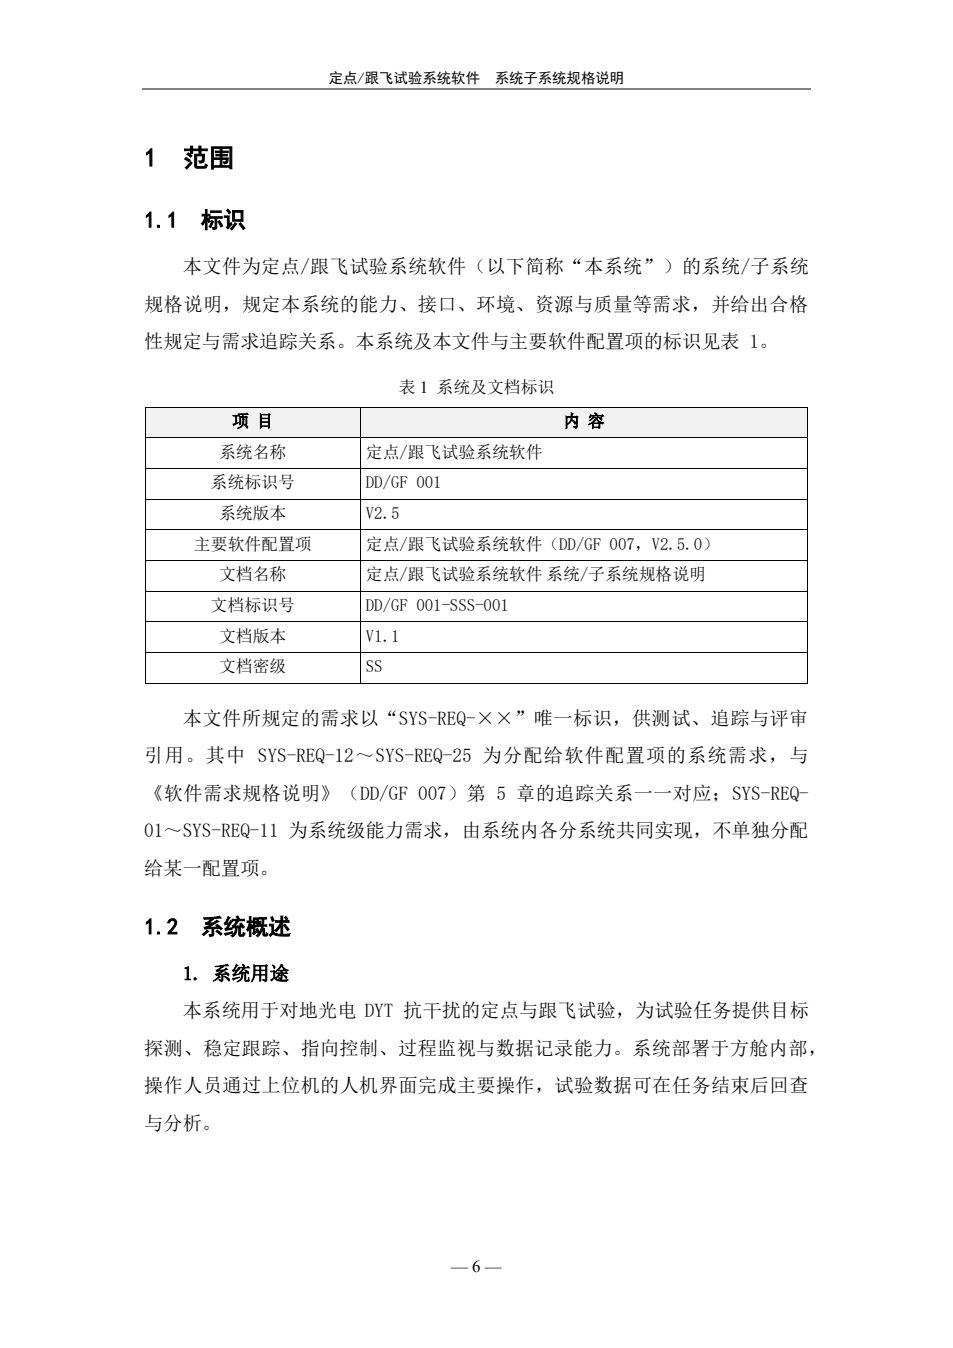 定点/跟飞试验系统软件 系统子系统规格说明
1 范围
1.1 标识
本文件为定点/跟飞试验系统软件（以下简称“本系统”）的系统/子系统
规格说明，规定本系统的能力、接口、环境、资源与质量等需求，并给出合格
性规定与需求追踪关系。本系统及本文件与主要软件配置项的标识见表 1。
表 1 系统及文档标识
项 目 内 容
系统名称 定点/跟飞试验系统软件
系统标识号 DD/GF 001
系统版本 V2.5
主要软件配置项 定点/跟飞试验系统软件（DD/GF 007，V2.5.0）
文档名称 定点/跟飞试验系统软件 系统/子系统规格说明
文档标识号 DD/GF 001-SSS-001
文档版本 V1.1
文档密级 SS
本文件所规定的需求以“SYS-REQ-××”唯一标识，供测试、追踪与评审
引用。其中 SYS-REQ-12～SYS-REQ-25 为分配给软件配置项的系统需求，与
《软件需求规格说明》（DD/GF 007）第 5 章的追踪关系一一对应；SYS-REQ-
01～SYS-REQ-11 为系统级能力需求，由系统内各分系统共同实现，不单独分配
给某一配置项。
1.2 系统概述
1. 系统用途
本系统用于对地光电 DYT 抗干扰的定点与跟飞试验，为试验任务提供目标
探测、稳定跟踪、指向控制、过程监视与数据记录能力。系统部署于方舱内部，
操作人员通过上位机的人机界面完成主要操作，试验数据可在任务结束后回查
与分析。
— 6 —